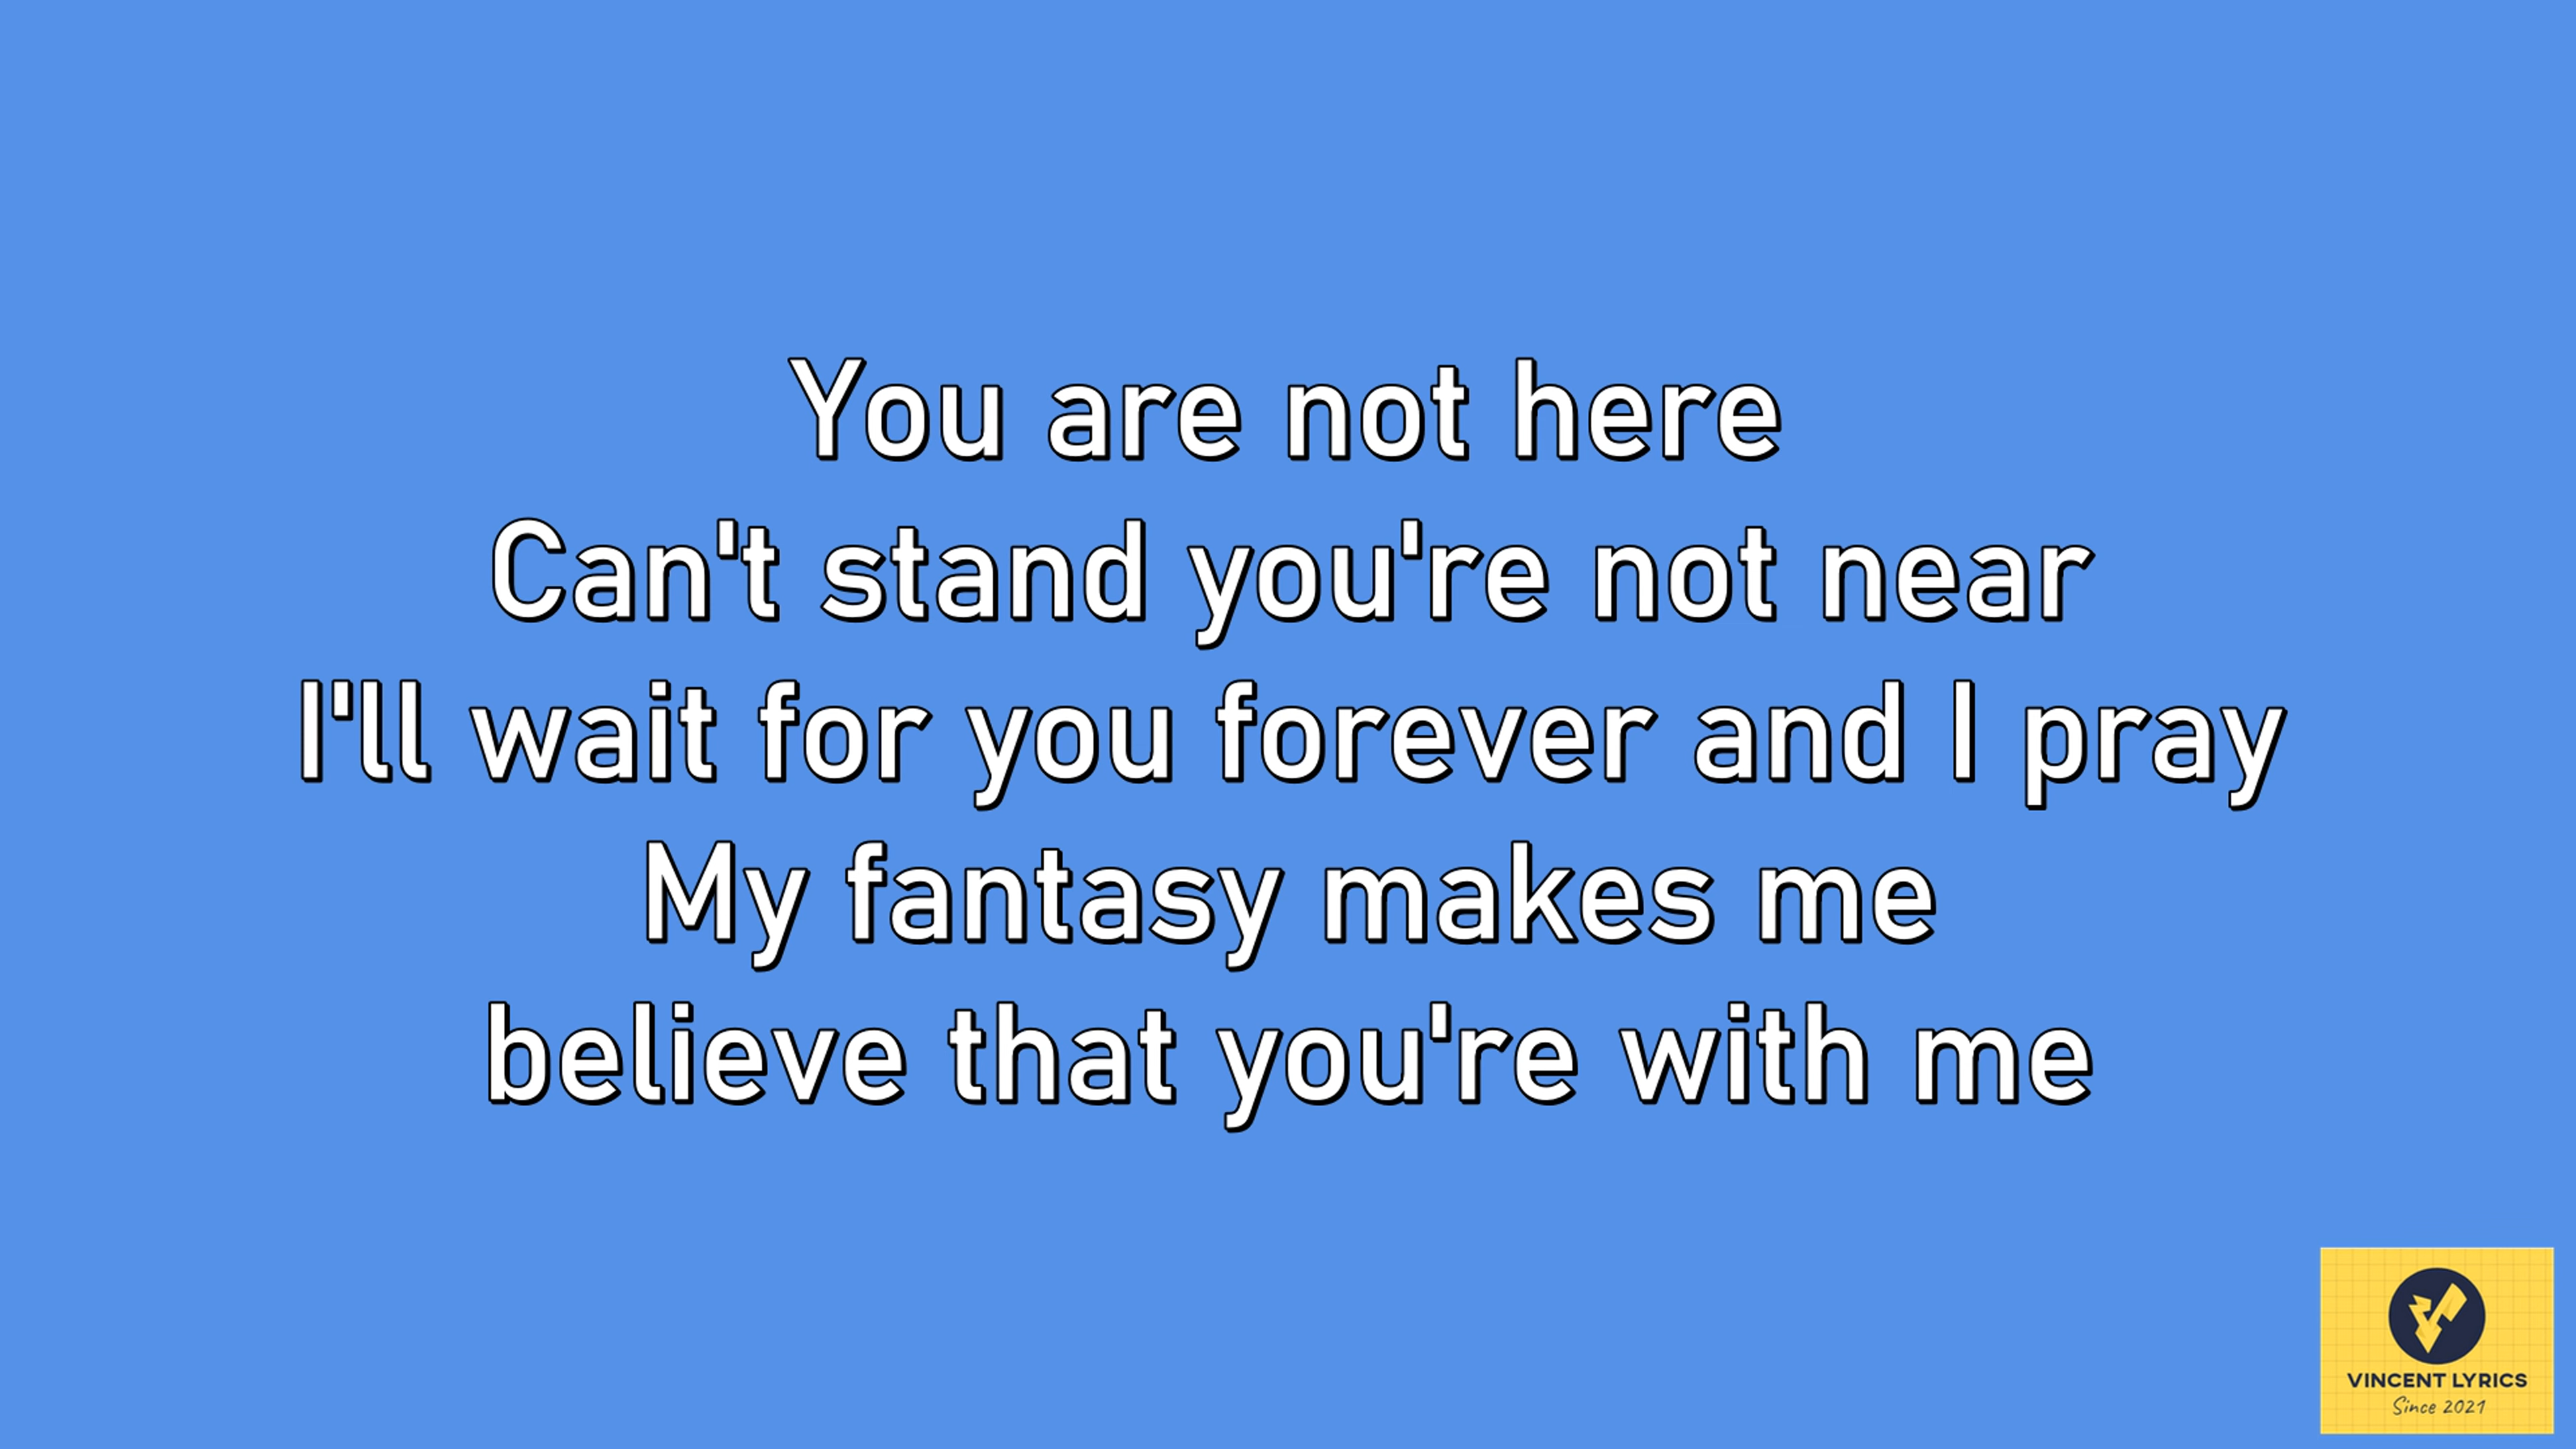 You are not here
Can't stand you're not near
I'll wait for you forever and I pray
My fantasy makes me
believe that you're with me
VINCENT LYRICS
Since 2021